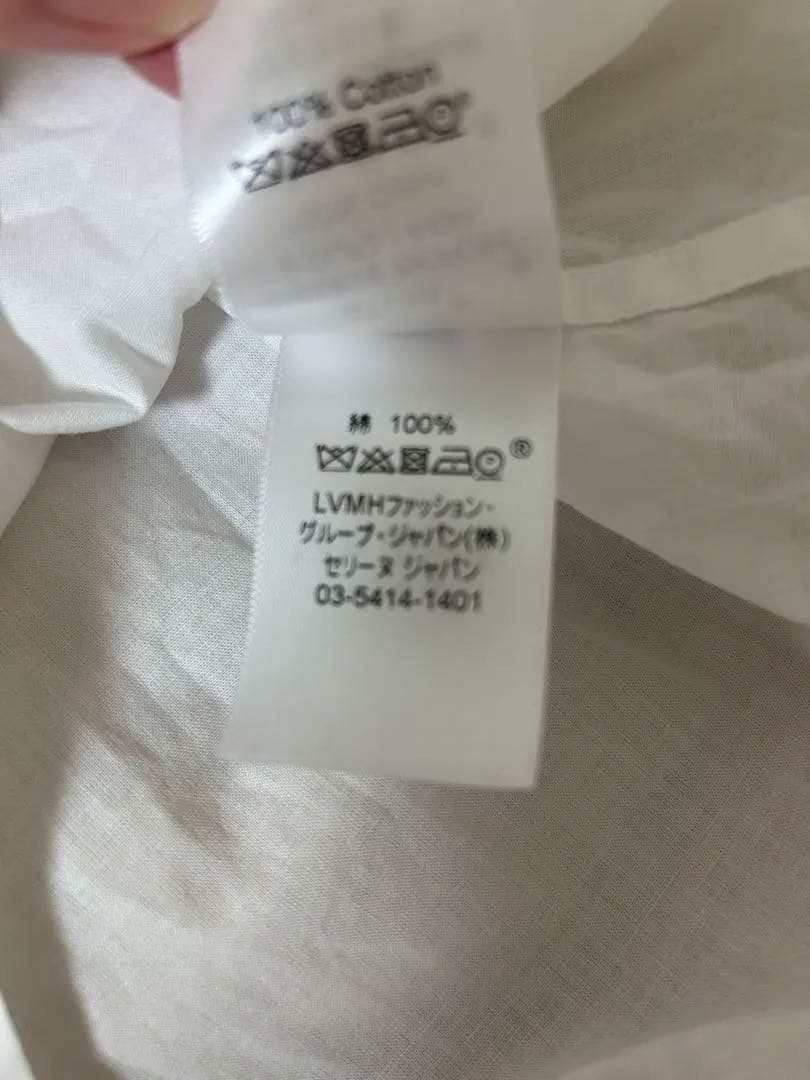 100% Cotton
綿 100%
®
LVMHファッション・
グループ・ジャパン(株)
セリーヌ ジャパン
03-5414-1401